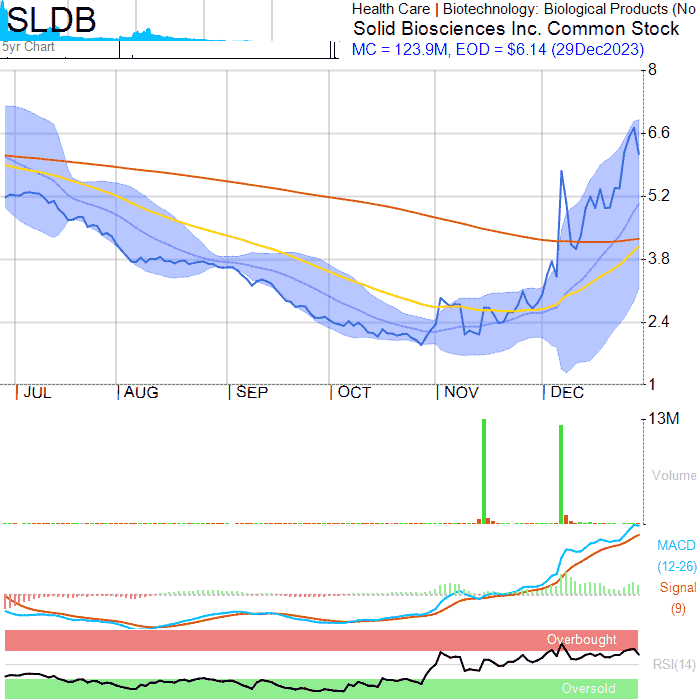 SLDB
Health Care | Biotechnology: Biological Products (No
Solid Biosciences Inc. Common Stock
5yr Chart
MC = 123.9M, EOD = $6.14 (29Dec2023)
8
6.6
5.2
3.8
2.4
1
JUL AUG SEP OCT NOV DEC
13M
Volume
MACD
(12-26)
Signal
(9)
Overbought
RSI(14)
Oversold